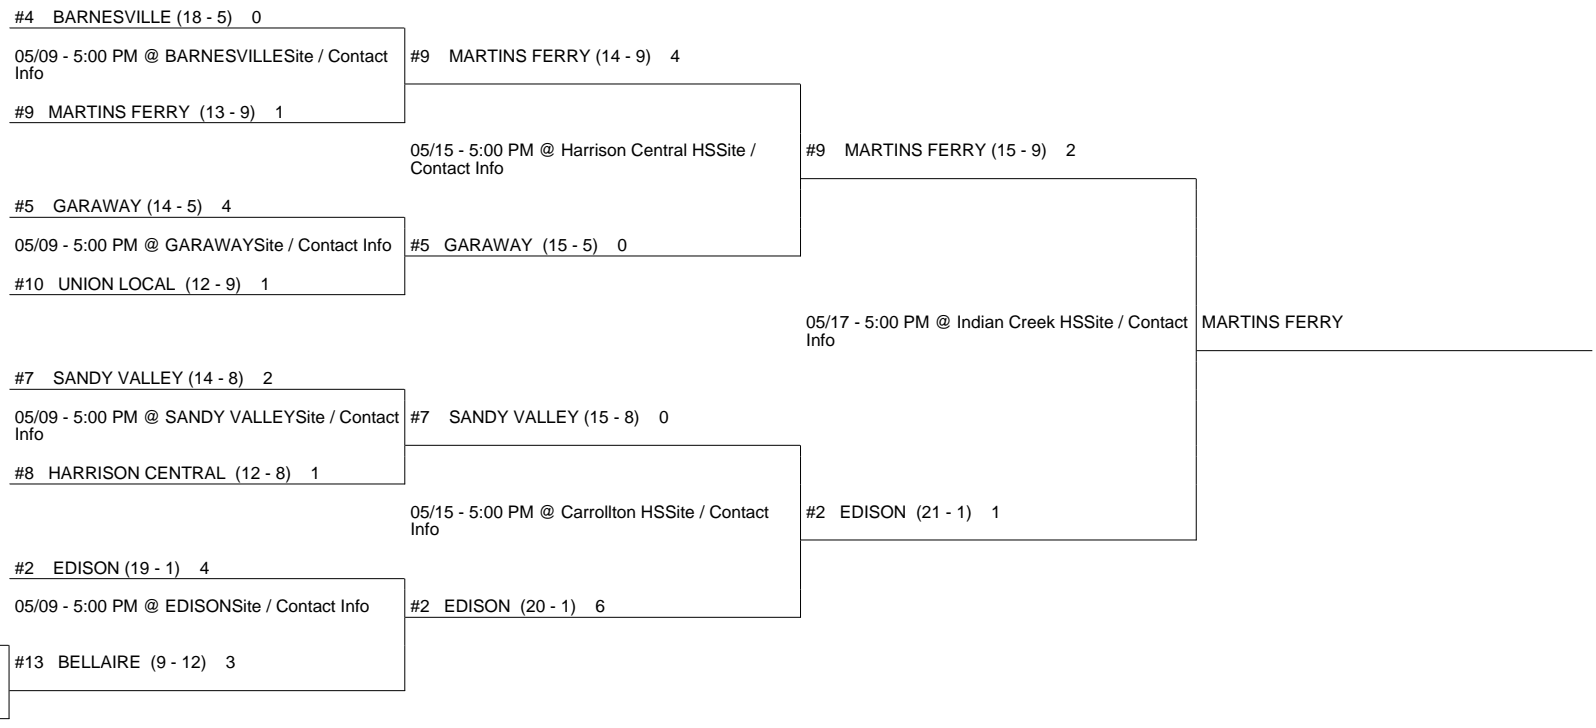 #4 BARNESVILLE (18 - 5) 0
05/09 - 5:00 PM @ BARNESVILLESite / Contact
Info
#9 MARTINS FERRY (13 - 9) 1
#9 MARTINS FERRY (14 - 9) 4
05/15 - 5:00 PM @ Harrison Central HSSite /
Contact Info
#5 GARAWAY (14 - 5) 4
05/09 - 5:00 PM @ GARAWAYSite / Contact Info
#10 UNION LOCAL (12 - 9) 1
#5 GARAWAY (15 - 5) 0
#9 MARTINS FERRY (15 - 9) 2
05/17 - 5:00 PM @ Indian Creek HSSite / Contact
Info
MARTINS FERRY
#7 SANDY VALLEY (14 - 8) 2
05/09 - 5:00 PM @ SANDY VALLEYSite / Contact
Info
#8 HARRISON CENTRAL (12 - 8) 1
#7 SANDY VALLEY (15 - 8) 0
05/15 - 5:00 PM @ Carrollton HSSite / Contact
Info
#2 EDISON (21 - 1) 1
#2 EDISON (19 - 1) 4
05/09 - 5:00 PM @ EDISONSite / Contact Info
#2 EDISON (20 - 1) 6
#13 BELLAIRE (9 - 12) 3